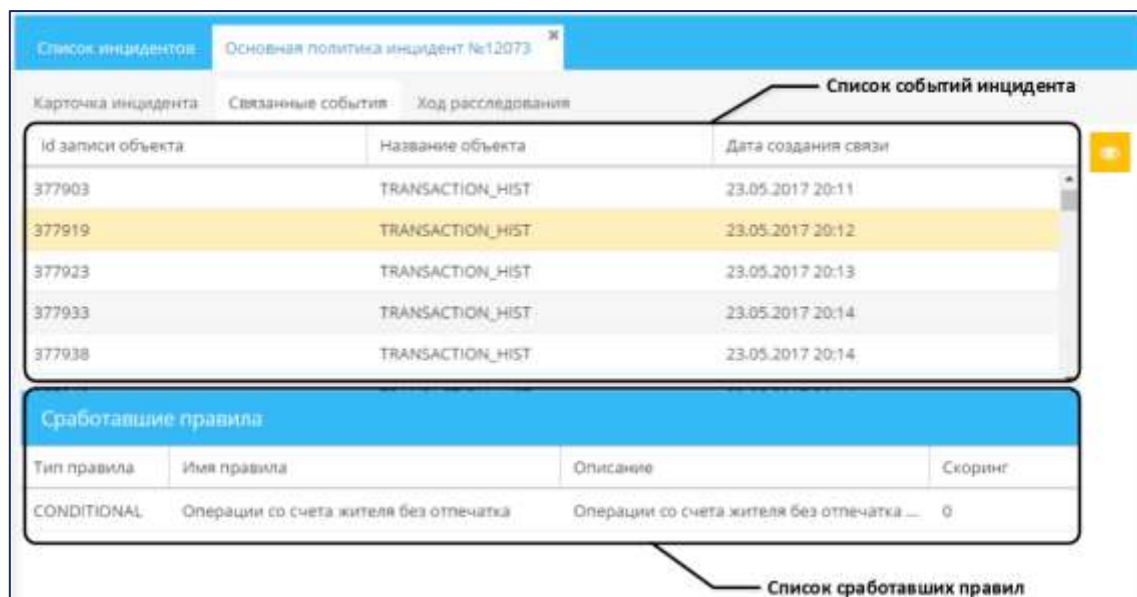 Список инцидентов Основная политика инцидент №12073
Список событий инцидента
Карточка инцидента Связанные события Ход расследования
Id записи объекта Название объекта Дата создания связи
377903 TRANSACTION_HIST 23.05.2017 20:11
377919 TRANSACTION_HIST 23.05.2017 20:12
377923 TRANSACTION_HIST 23.05.2017 20:13
377933 TRANSACTION_HIST 23.05.2017 20:14
377938 TRANSACTION_HIST 23.05.2017 20:14
Сработавшие правила
Тип правила Имя правила Описание Скоринг
CONDITIONAL Операции со счета жителя без отпечатка Операции со счета жителя без отпечатка ... 0
Список сработавших правил